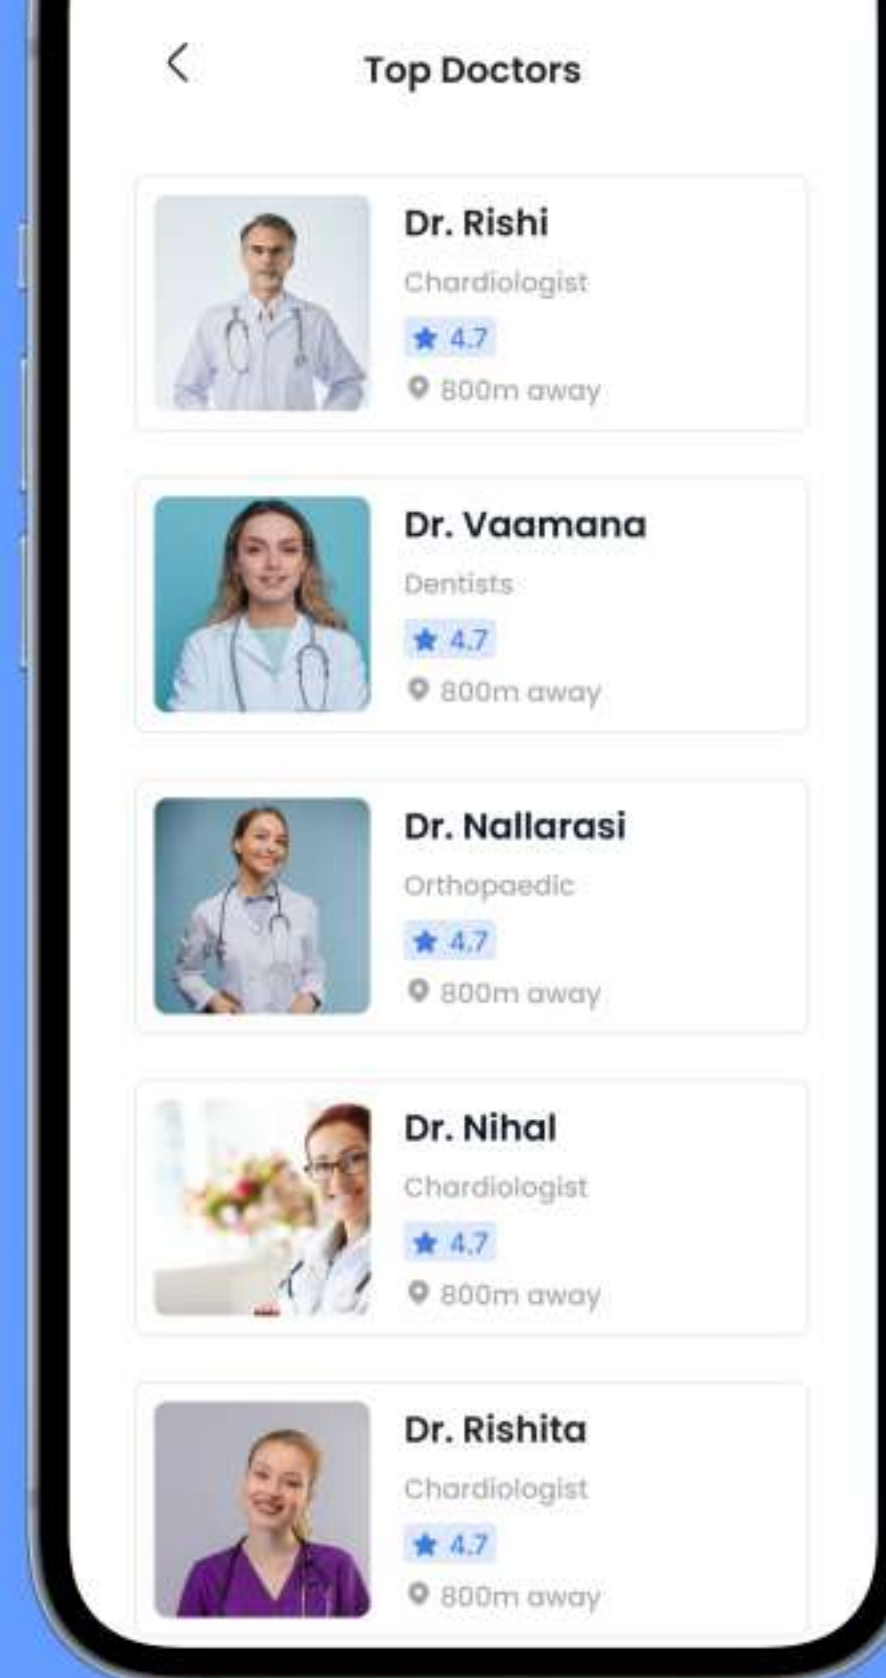 Top Doctors
Dr. Rishi
Chardiologist
4.7
800m away
Dr. Vaamana
Dentists
4.7
800m away
Dr. Nallarasi
Orthopaedic
4.7
800m away
Dr. Nihal
Chardiologist
4.7
800m away
Dr. Rishita
Chardiologist
4.7
800m away